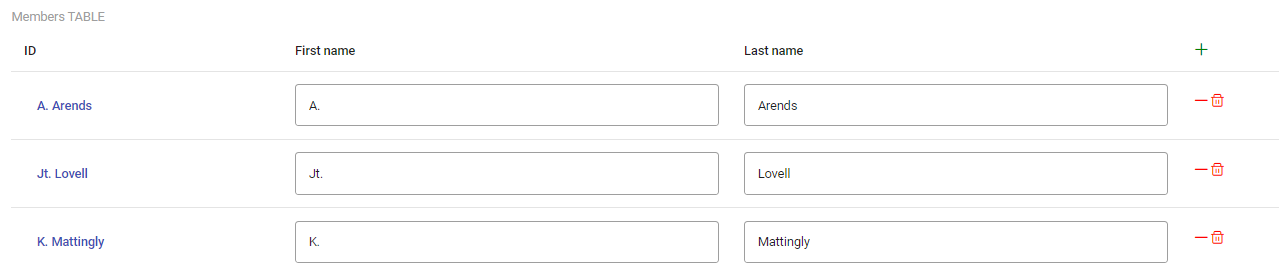 Members TABLE
ID First name Last name
A. Arends A. Arends
Jt. Lovell Jt. Lovell
K. Mattingly K. Mattingly